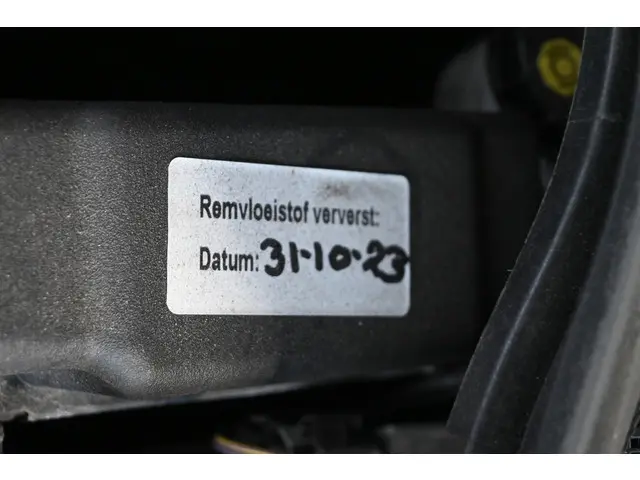 Remvloeistof ververst:
Datum: 31-10-23